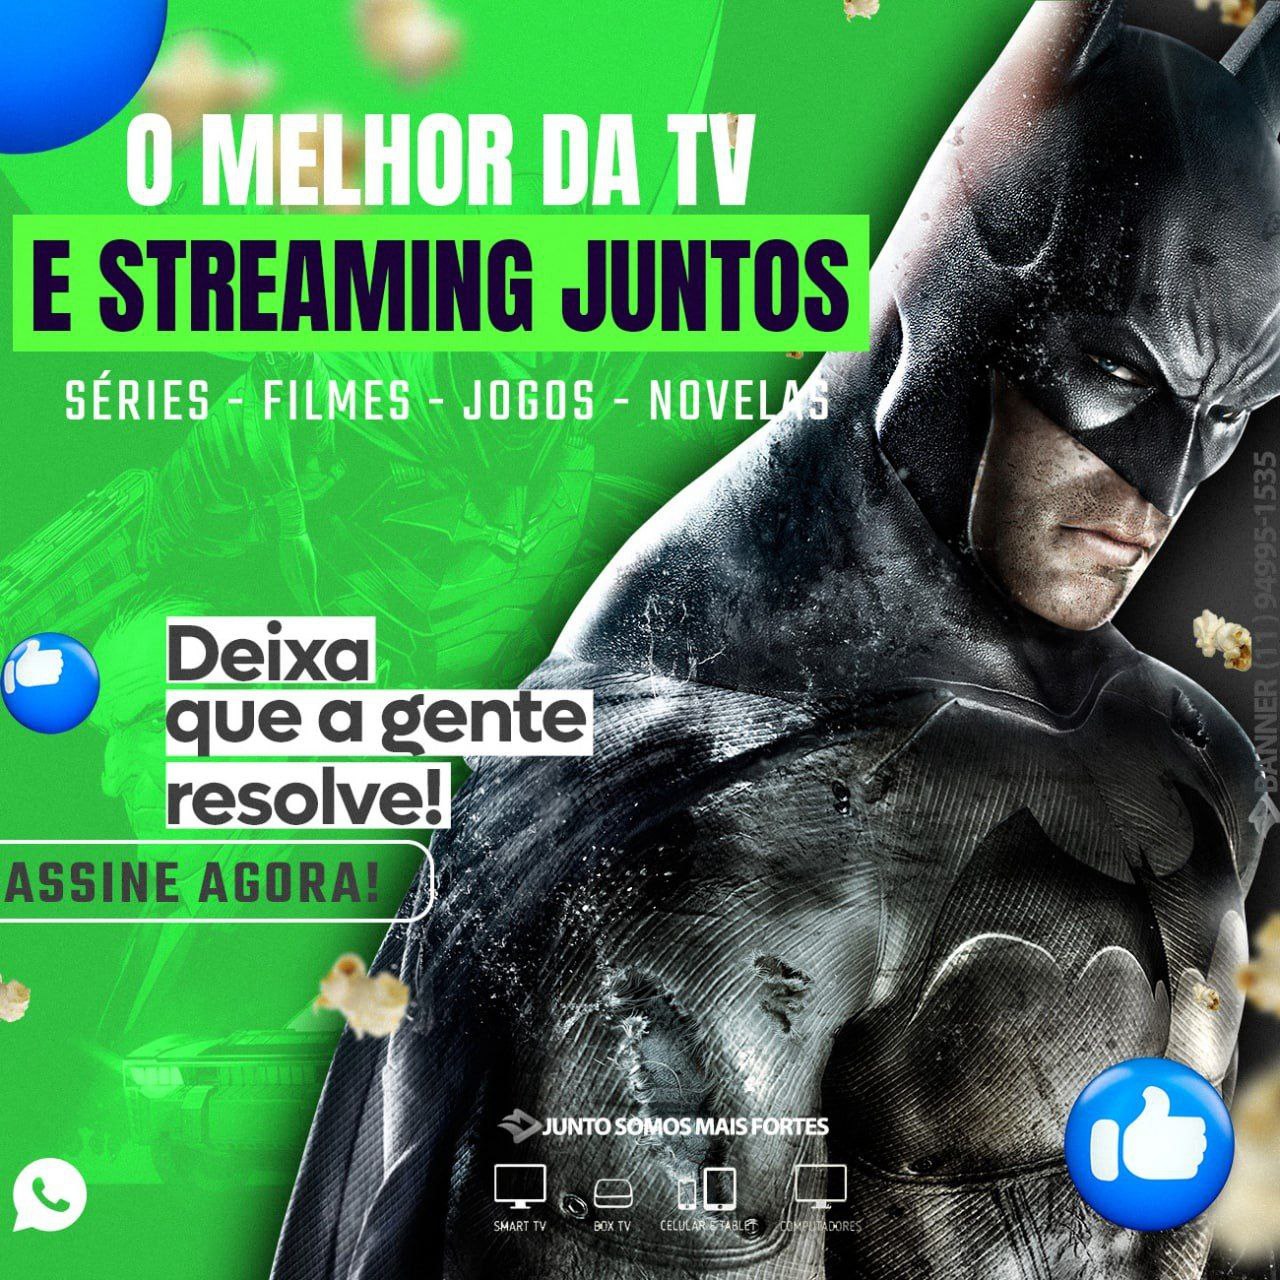 O MELHOR DA TV
E STREAMING JUNTOS
SÉRIES - FILMES - JOGOS - NOVELAS
Deixa
que a gente
resolve!
ASSINE AGORA!
BANNER (11) 94995-1535
JUNTO SOMOS MAIS FORTES
SMART TV
BOX TV
CELULAR E TABLET
COMPUTADORES